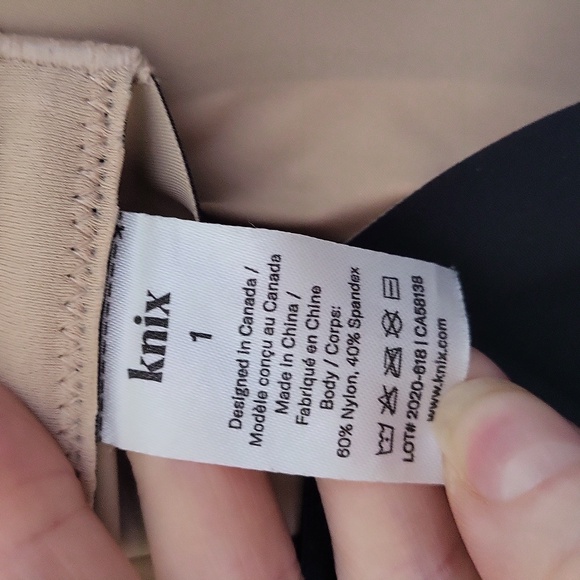 knix
1
Designed in Canada /
Modèle conçu au Canada
Made in China /
Fabriqué en Chine
Body / Corps:
60% Nylon, 40% Spandex
LOT# 2020-618 | CA58138
www.knix.com